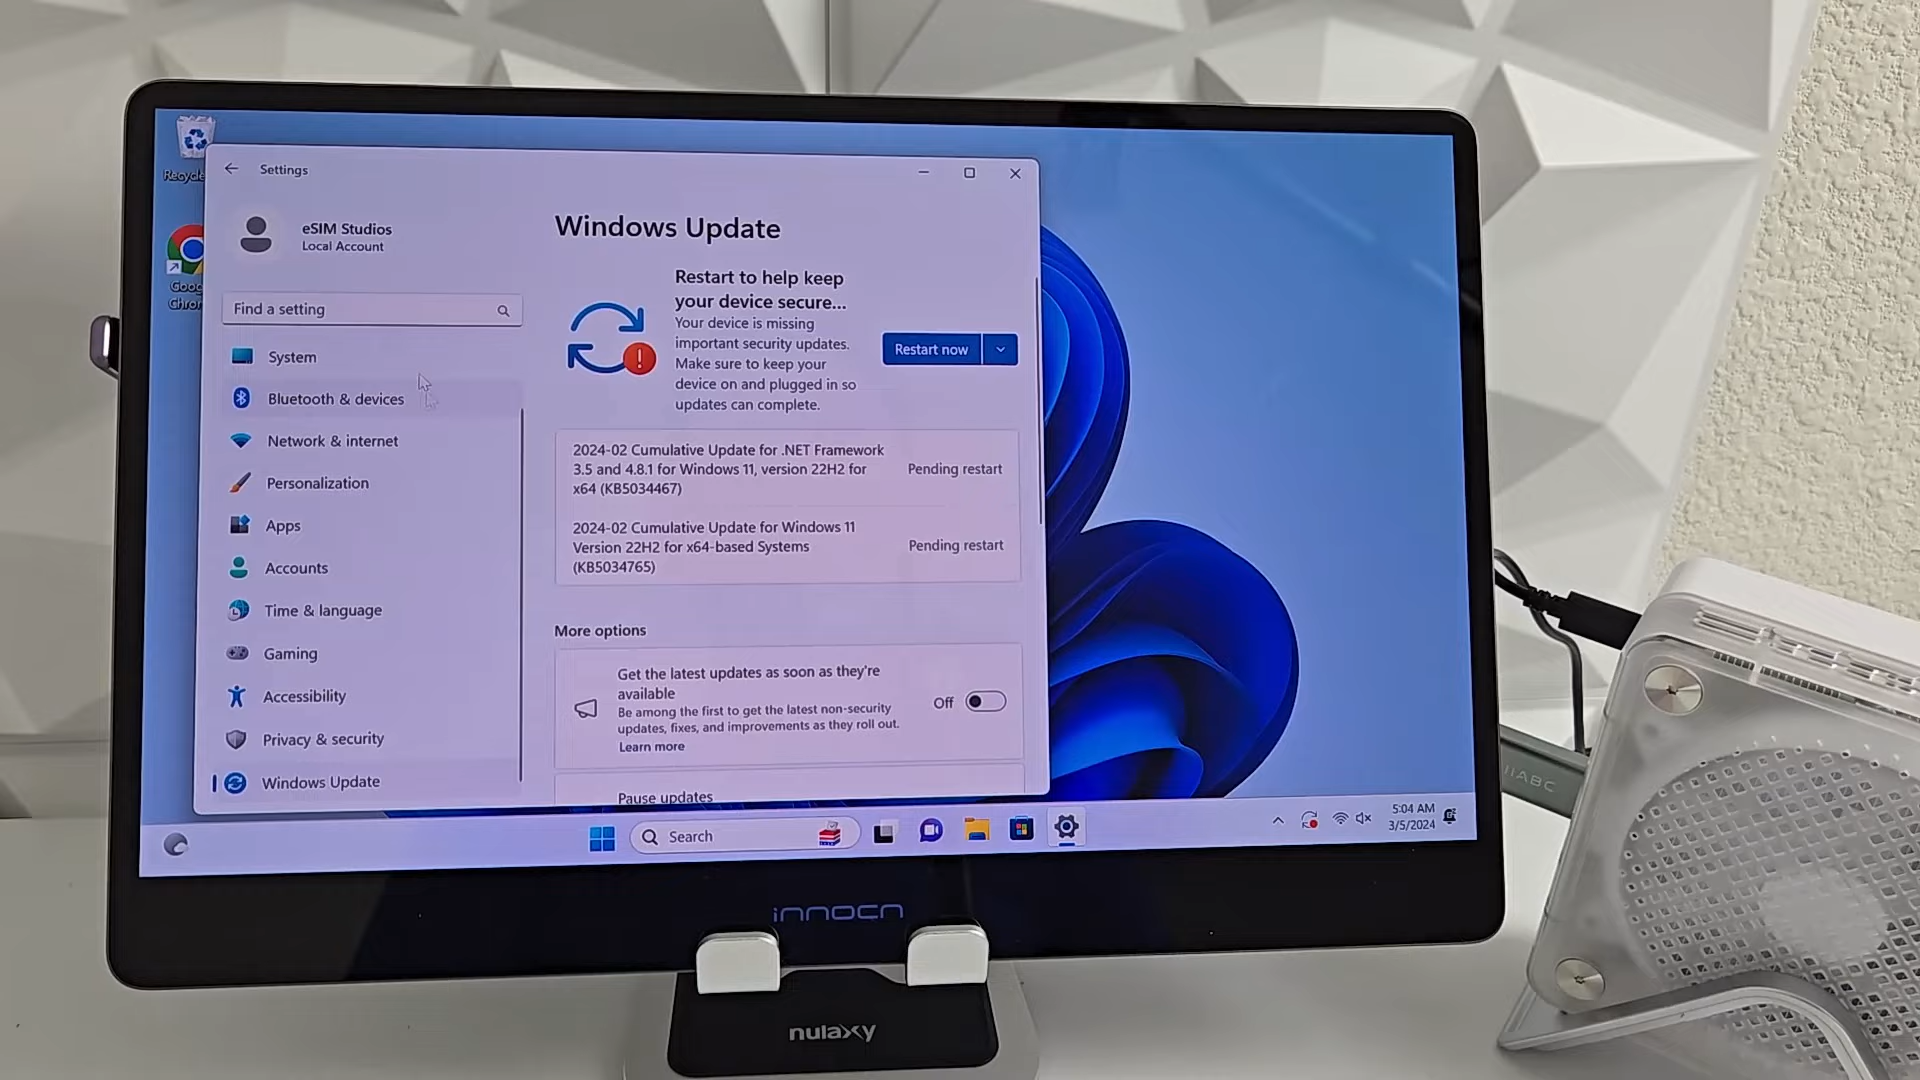 Recycle
Google
Chrom
Settings
eSIM Studios
Local Account
Find a setting
System
Bluetooth & devices
Network & internet
Personalization
Apps
Accounts
Time & language
Gaming
Accessibility
Privacy & security
Windows Update
Windows Update
Restart to help keep
your device secure...
Your device is missing
important security updates.
Make sure to keep your
device on and plugged in so
updates can complete.
Restart now
2024-02 Cumulative Update for .NET Framework
3.5 and 4.8.1 for Windows 11, version 22H2 for
x64 (KB5034467)
Pending restart
2024-02 Cumulative Update for Windows 11
Version 22H2 for x64-based Systems
(KB5034765)
Pending restart
More options
Get the latest updates as soon as they're
available
Be among the first to get the latest non-security
updates, fixes, and improvements as they roll out.
Learn more
Off
Pause updates
Search
5:04 AM
3/5/2024
innocn
nulaxy